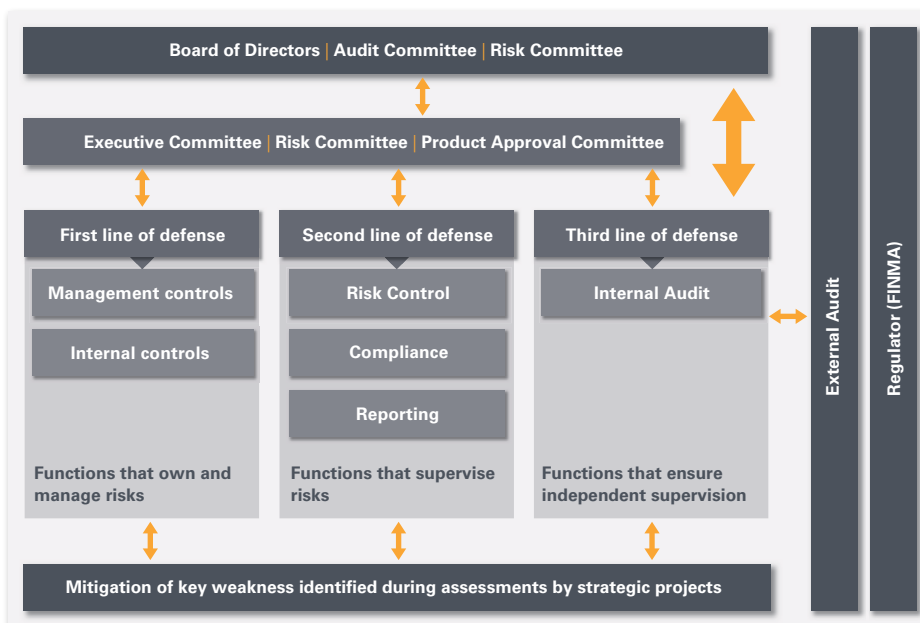 Board of Directors | Audit Committee | Risk Committee
Executive Committee | Risk Committee | Product Approval Committee
First line of defense
Management controls
Internal controls
Functions that own and
manage risks
Second line of defense
Risk Control
Compliance
Reporting
Functions that supervise
risks
Third line of defense
Internal Audit
Functions that ensure
independent supervision
Mitigation of key weakness identified during assessments by strategic projects
External Audit
Regulator (FINMA)